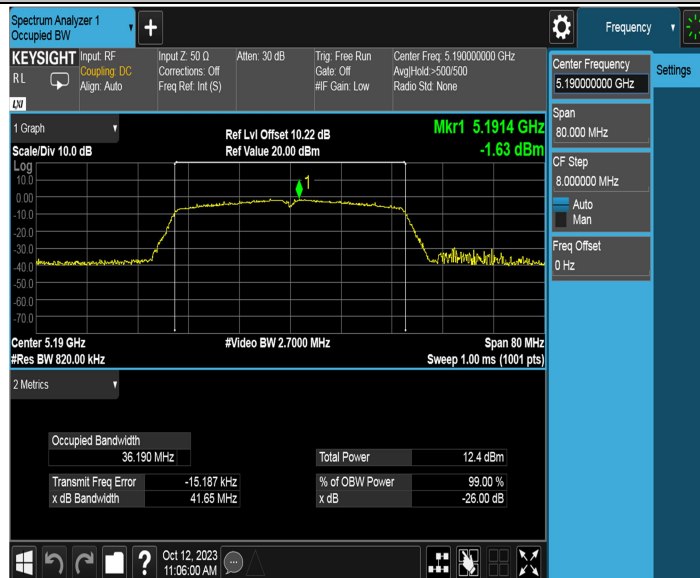 Spectrum Analyzer 1
Occupied BW
Frequency
KEYSIGHT
R L
LXI
Input: RF
Coupling: DC
Align: Auto
Input Z: 50 Ω
Corrections: Off
Freq Ref: Int (S)
Atten: 30 dB
Trig: Free Run
Gate: Off
#IF Gain: Low
Center Freq: 5.190000000 GHz
Avg|Hold:>500/500
Radio Std: None
Center Frequency
5.190000000 GHz
Settings
Span
80.000 MHz
CF Step
8.000000 MHz
Auto
Man
Freq Offset
0 Hz
1 Graph
Scale/Div 10.0 dB
Ref Lvl Offset 10.22 dB
Ref Value 20.00 dBm
Mkr1 5.1914 GHz
-1.63 dBm
Log
10.0
0.00
-10.0
-20.0
-30.0
-40.0
-50.0
-60.0
-70.0
1
Center 5.19 GHz
#Res BW 820.00 kHz
#Video BW 2.7000 MHz
Span 80 MHz
Sweep 1.00 ms (1001 pts)
2 Metrics
Occupied Bandwidth
36.190 MHz
Transmit Freq Error -15.187 kHz
x dB Bandwidth 41.65 MHz
Total Power 12.4 dBm
% of OBW Power 99.00 %
x dB -26.00 dB
?
Oct 12, 2023
11:06:00 AM